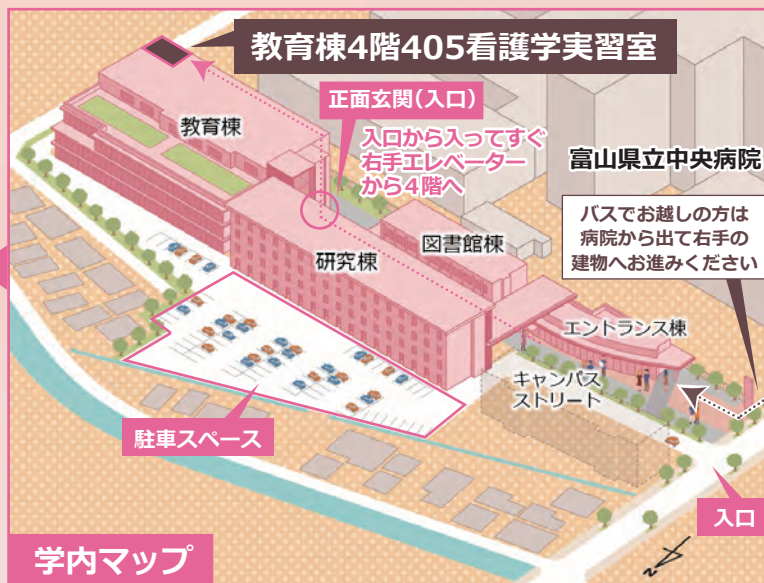 教育棟4階405看護学実習室
正面玄関(入口)
入口から入ってすぐ
右手エレベーター
から4階へ
教育棟
富山県立中央病院
バスでお越しの方は
病院から出て右手の
建物へお進みください
図書館棟
研究棟
エントランス棟
キャンパス
ストリート
駐車スペース
入口
学内マップ
N